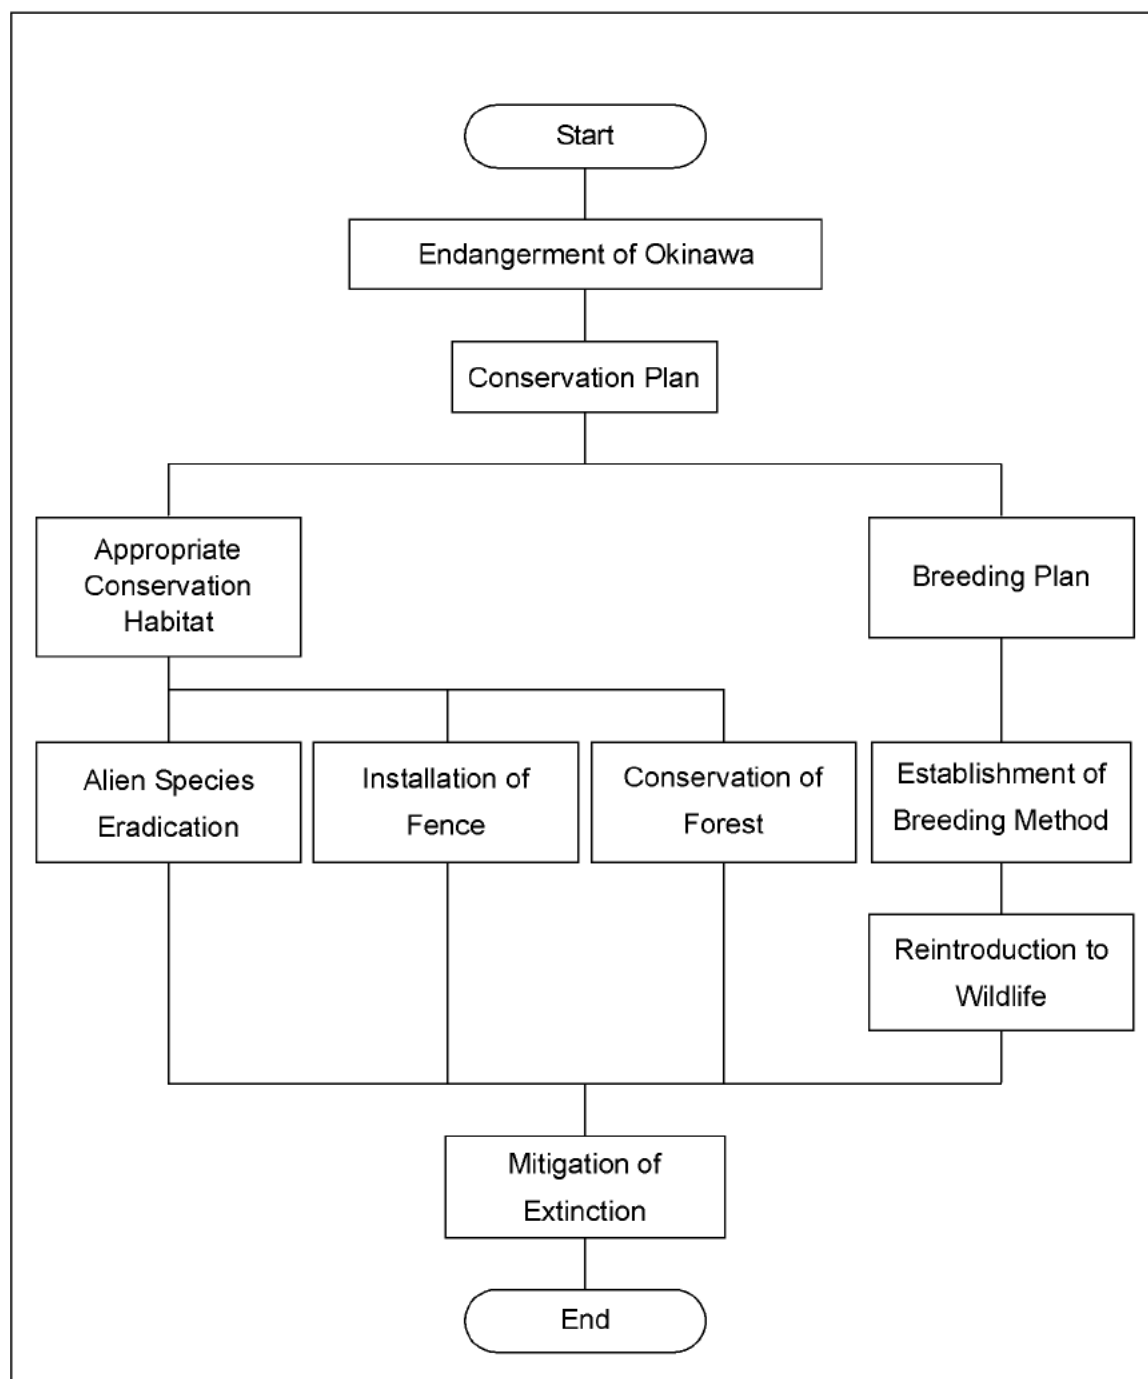 Start
Endangerment of Okinawa
Conservation Plan
Appropriate
Conservation
Habitat
Breeding Plan
Alien Species
Eradication
Installation of
Fence
Conservation of
Forest
Establishment of
Breeding Method
Reintroduction to
Wildlife
Mitigation of
Extinction
End